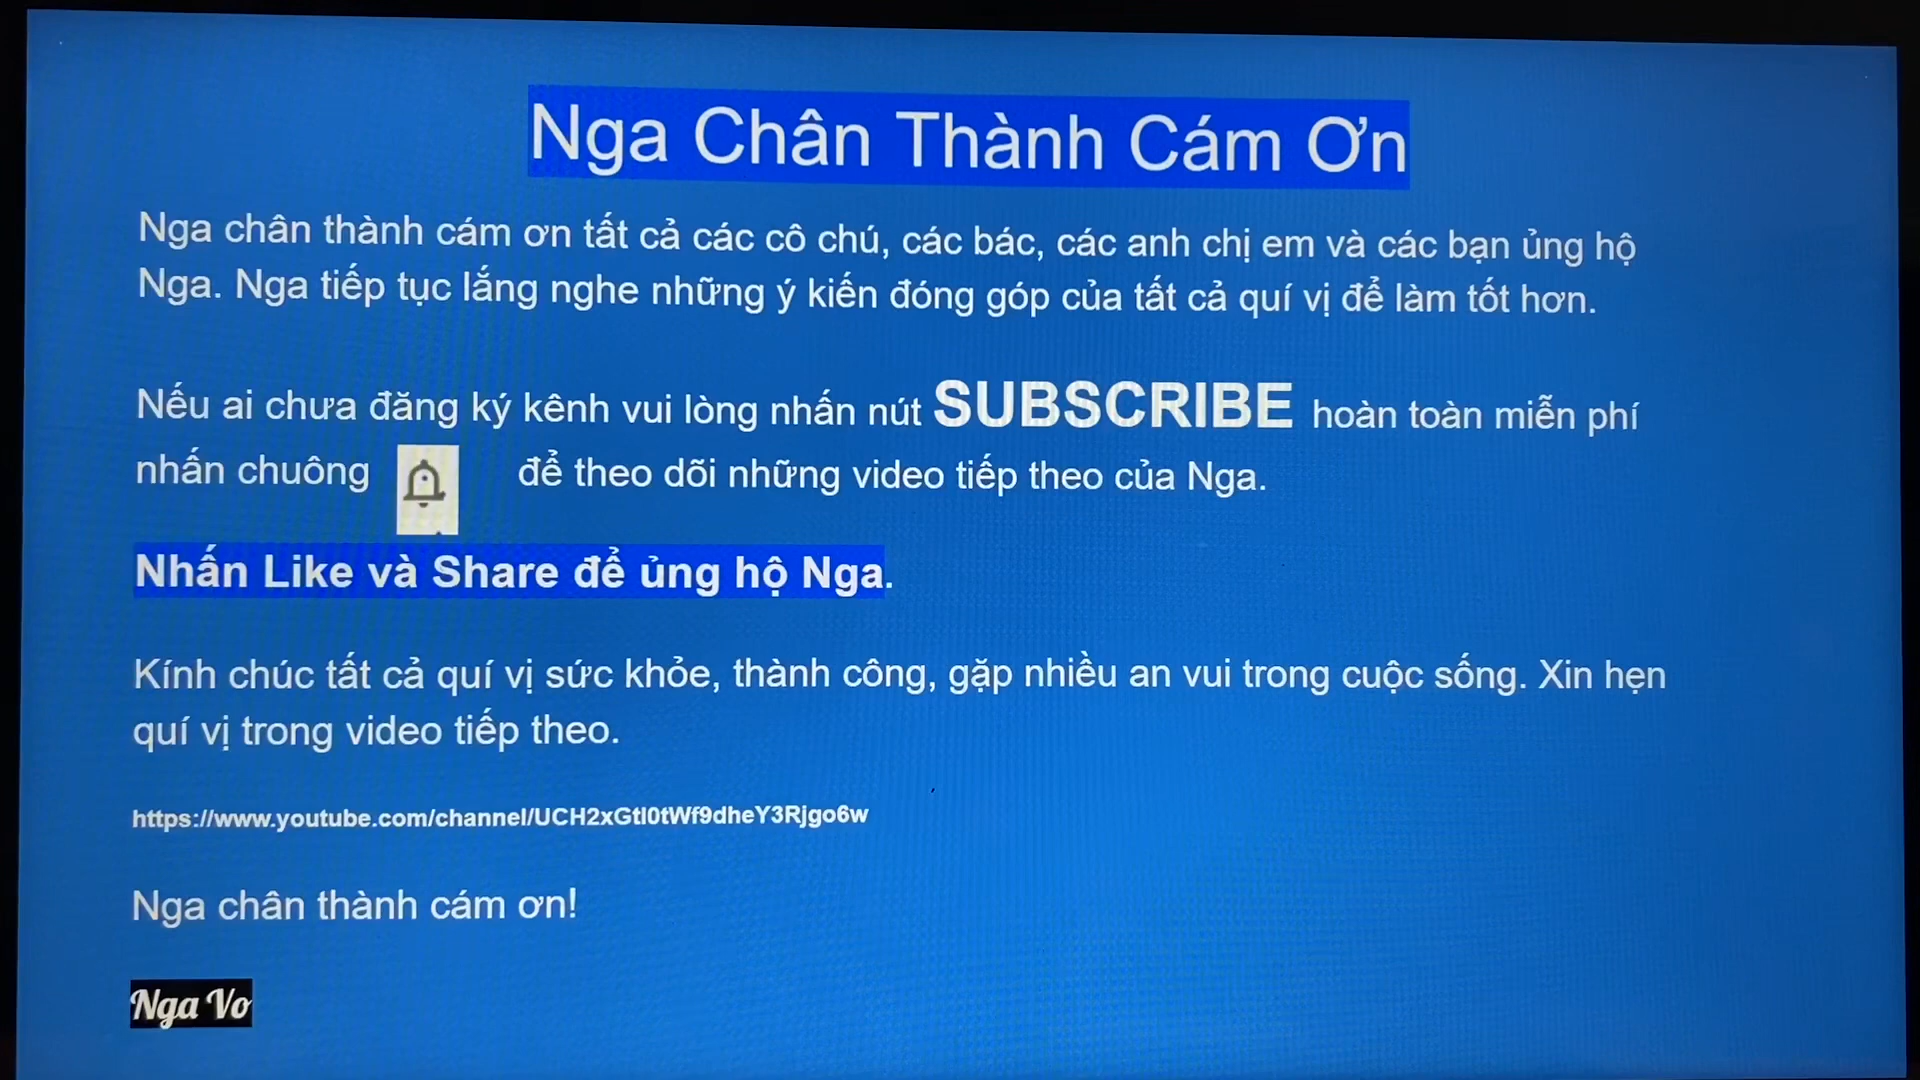 Nga Chân Thành Cám Ơn
Nga chân thành cám ơn tất cả các cô chú, các bác, các anh chị em và các bạn ủng hộ
Nga. Nga tiếp tục lắng nghe những ý kiến đóng góp của tất cả quí vị để làm tốt hơn.
Nếu ai chưa đăng ký kênh vui lòng nhấn nút SUBSCRIBE hoàn toàn miễn phí
nhấn chuông để theo dõi những video tiếp theo của Nga.
Nhấn Like và Share để ủng hộ Nga.
Kính chúc tất cả quí vị sức khỏe, thành công, gặp nhiều an vui trong cuộc sống. Xin hẹn
quí vị trong video tiếp theo.
https://www.youtube.com/channel/UCH2xGtI0tWf9dheY3Rjgo6w
Nga chân thành cám ơn!
Nga Vo